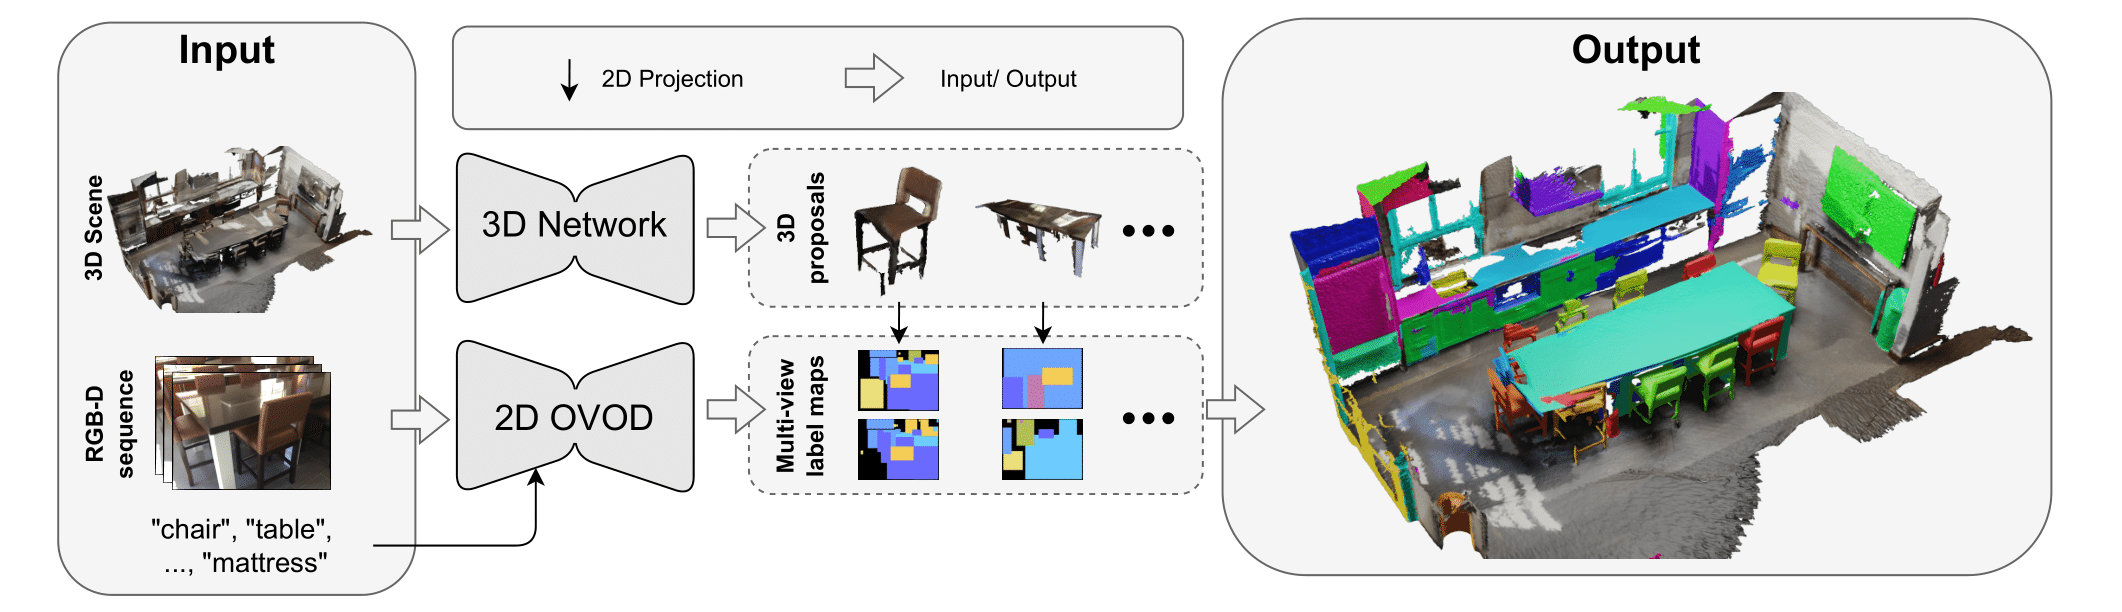 Input
3D Scene
RGB-D
sequence
"chair", "table",
..., "mattress"
2D Projection
Input/ Output
3D Network
2D OVOD
3D
proposals
Multi-view
label maps
Output